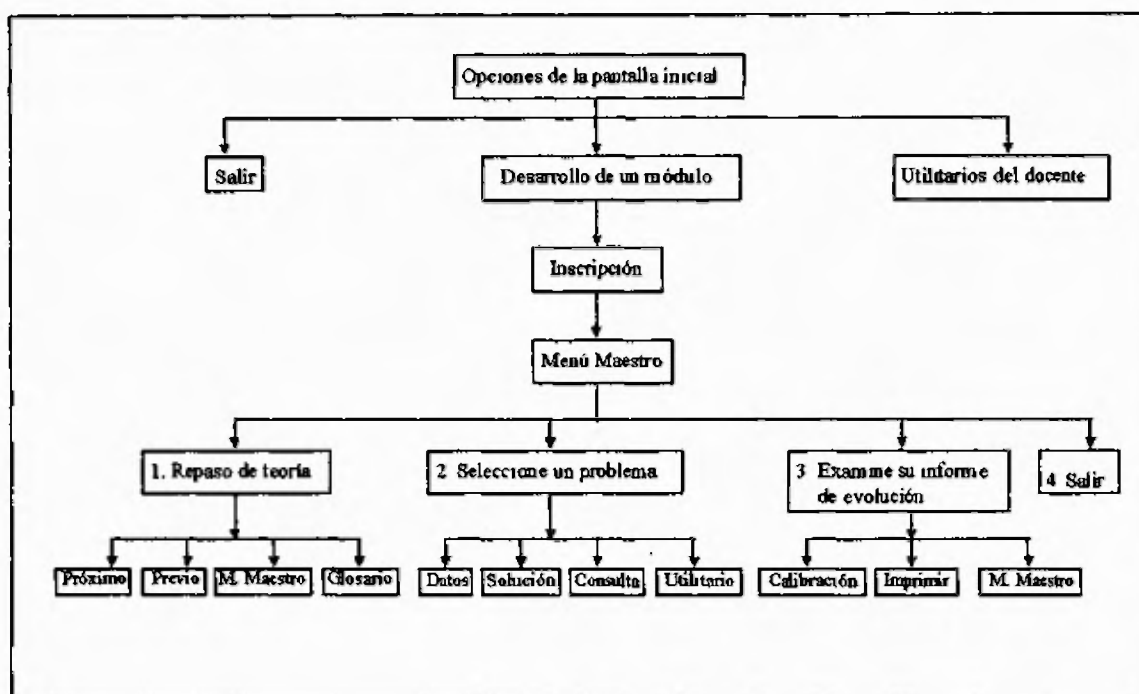 Opciones de la pantalla inicial
Salir
Desarrollo de un módulo
Utilitarios del docente
Inscripción
Menú Maestro
1. Repaso de teoría
2 Seleccione un problema
3 Examine su informe
de evolución
4 Salir
Próximo
Previo
M. Maestro
Glosario
Datos
Solución
Consulta
Utilitario
Calibración
Imprimir
M. Maestro